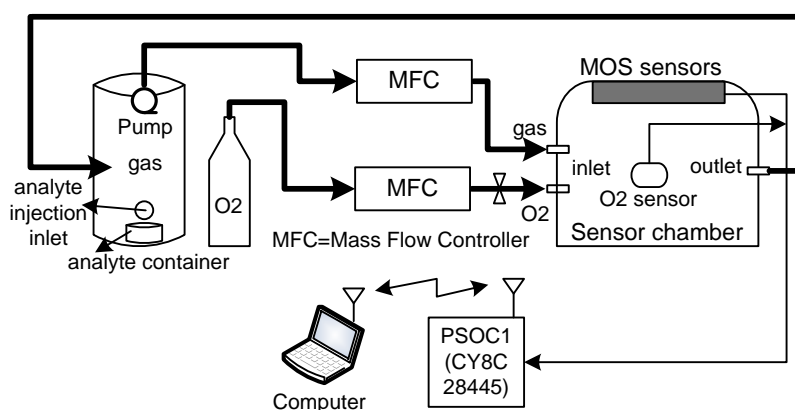 MFC
MOS sensors
Pump
gas
gas
analyte
injection
inlet
O2
MFC
inlet
outlet
O2 sensor
O2
analyte container
MFC=Mass Flow Controller
Sensor chamber
PSOC1
(CY8C
28445)
Computer